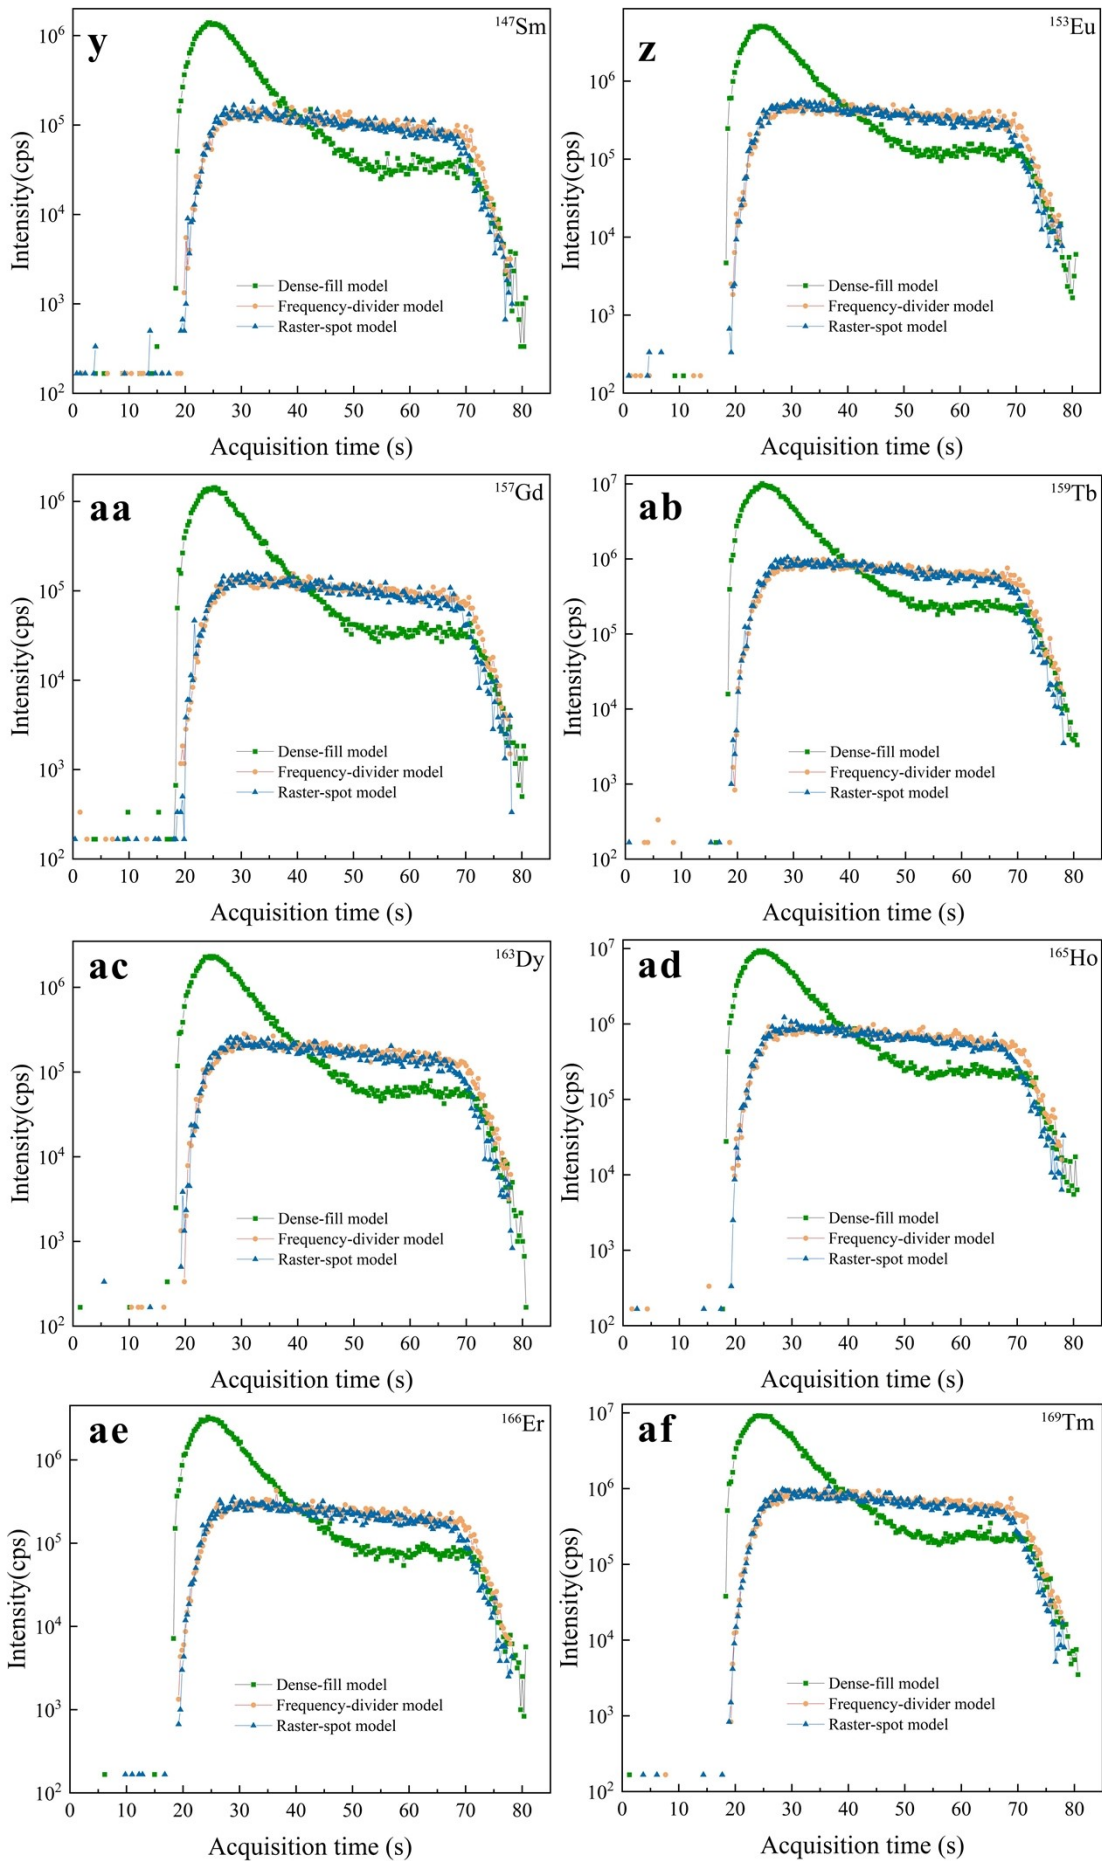 y
¹⁴⁷Sm
10⁶
10⁵
10⁴
10³
10²
Intensity(cps)
Dense-fill model
Frequency-divider model
Raster-spot model
0 10 20 30 40 50 60 70 80
Acquisition time (s)
z
¹⁵³Eu
10⁶
10⁵
10⁴
10³
10²
Intensity(cps)
Dense-fill model
Frequency-divider model
Raster-spot model
0 10 20 30 40 50 60 70 80
Acquisition time (s)
aa
¹⁵⁷Gd
10⁶
10⁵
10⁴
10³
10²
Intensity(cps)
Dense-fill model
Frequency-divider model
Raster-spot model
0 10 20 30 40 50 60 70 80
Acquisition time (s)
ab
¹⁵⁹Tb
10⁷
10⁶
10⁵
10⁴
10³
10²
Intensity(cps)
Dense-fill model
Frequency-divider model
Raster-spot model
0 10 20 30 40 50 60 70 80
Acquisition time (s)
ac
¹⁶³Dy
10⁶
10⁵
10⁴
10³
10²
Intensity(cps)
Dense-fill model
Frequency-divider model
Raster-spot model
0 10 20 30 40 50 60 70 80
Acquisition time (s)
ad
¹⁶⁵Ho
10⁷
10⁶
10⁵
10⁴
10³
10²
Intensity(cps)
Dense-fill model
Frequency-divider model
Raster-spot model
0 10 20 30 40 50 60 70 80
Acquisition time (s)
ae
¹⁶⁶Er
10⁶
10⁵
10⁴
10³
10²
Intensity(cps)
Dense-fill model
Frequency-divider model
Raster-spot model
0 10 20 30 40 50 60 70 80
Acquisition time (s)
af
¹⁶⁹Tm
10⁷
10⁶
10⁵
10⁴
10³
10²
Intensity(cps)
Dense-fill model
Frequency-divider model
Raster-spot model
0 10 20 30 40 50 60 70 80
Acquisition time (s)